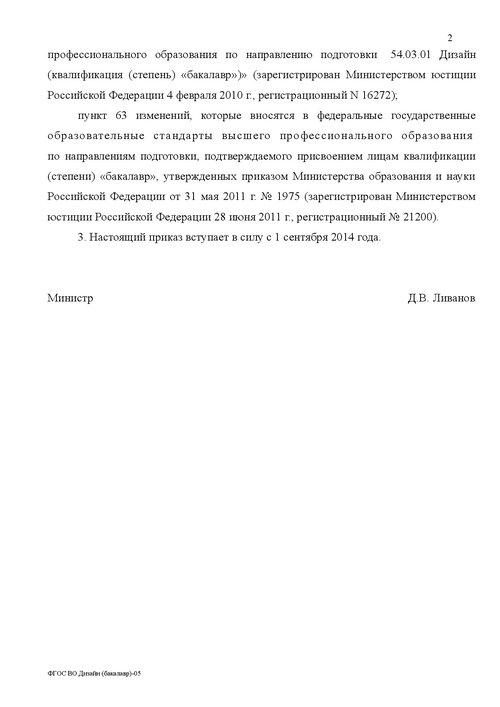 2
профессионального образования по направлению подготовки 54.03.01 Дизайн
(квалификация (степень) «бакалавр»)» (зарегистрирован Министерством юстиции
Российской Федерации 4 февраля 2010 г., регистрационный N 16272);
пункт 63 изменений, которые вносятся в федеральные государственные
образовательные стандарты высшего профессионального образования
по направлениям подготовки, подтверждаемого присвоением лицам квалификации
(степени) «бакалавр», утвержденных приказом Министерства образования и науки
Российской Федерации от 31 мая 2011 г. № 1975 (зарегистрирован Министерством
юстиции Российской Федерации 28 июня 2011 г., регистрационный № 21200).
3. Настоящий приказ вступает в силу с 1 сентября 2014 года.
Министр Д.В. Ливанов
ФГОС ВО Дизайн (бакалавр)-05